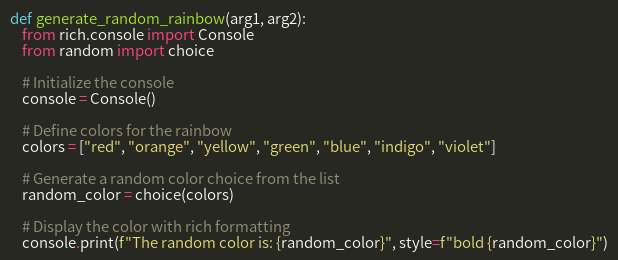 def generate_random_rainbow(arg1, arg2):
from rich.console import Console
from random import choice
# Initialize the console
console = Console()
# Define colors for the rainbow
colors = ["red", "orange", "yellow", "green", "blue", "indigo", "violet"]
# Generate a random color choice from the list
random_color = choice(colors)
# Display the color with rich formatting
console.print(f"The random color is: {random_color}", style=f"bold {random_color}")